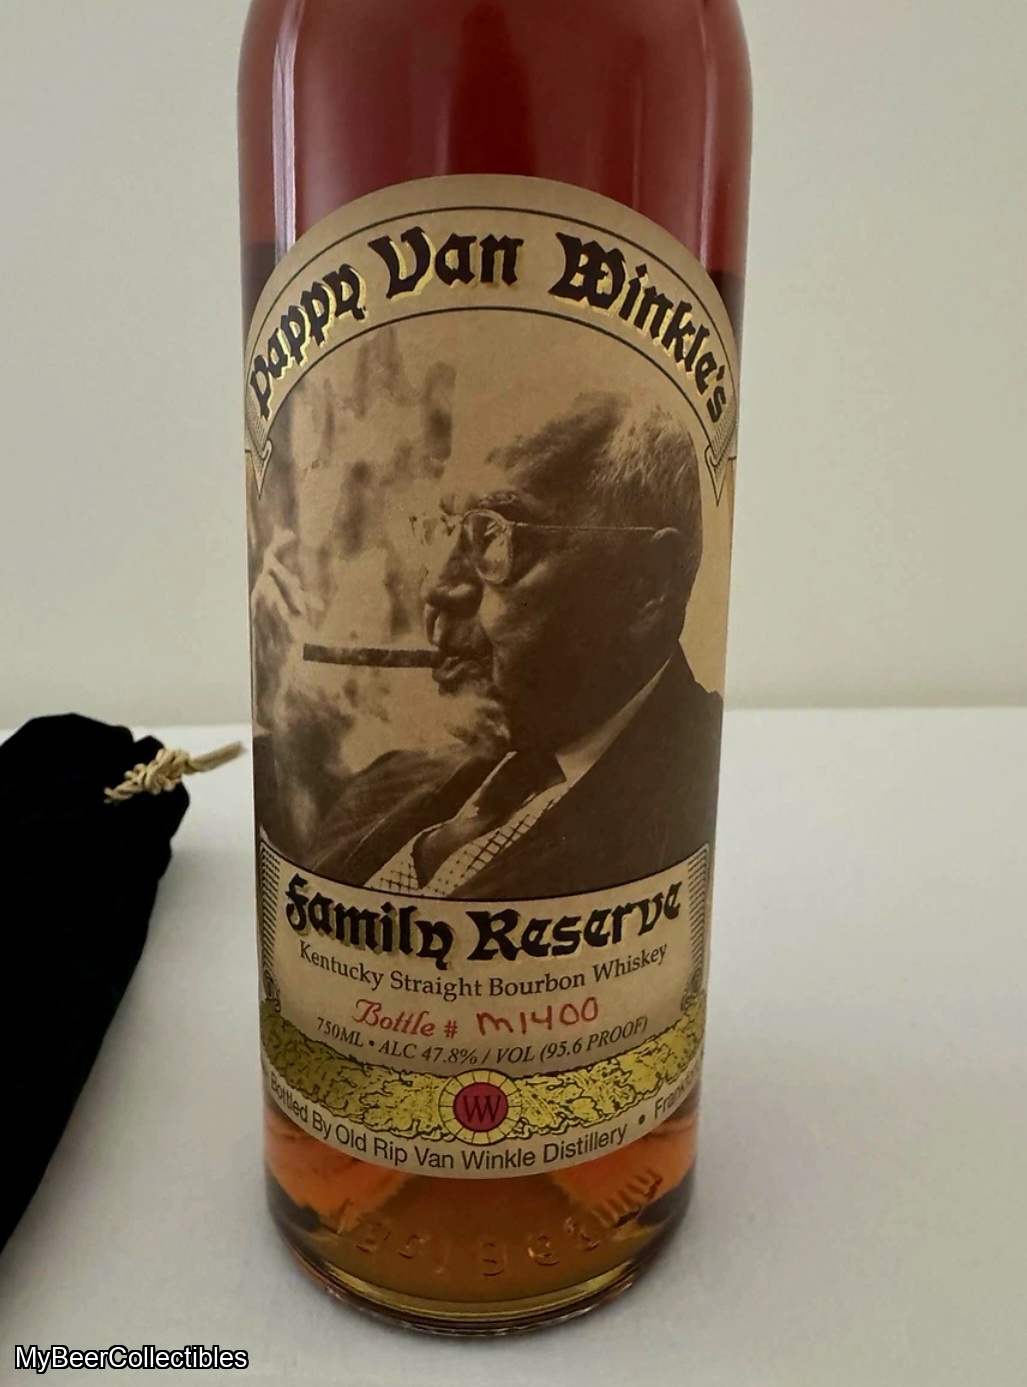 Pappy Van Winkle's
Family Reserve
Kentucky Straight Bourbon Whiskey
Bottle # M1400
750ML • ALC 47.8% / VOL (95.6 PROOF)
VW
Bottled By Old Rip Van Winkle Distillery •
MyBeerCollectibles